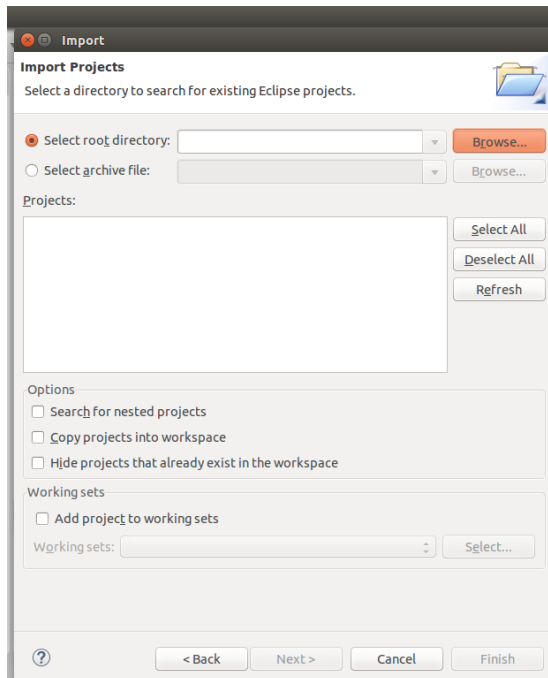 Import
Import Projects
Select a directory to search for existing Eclipse projects.
Select root directory:
Browse...
Select archive file:
Browse...
Projects:
Select All
Deselect All
Refresh
Options
Search for nested projects
Copy projects into workspace
Hide projects that already exist in the workspace
Working sets
Add project to working sets
Working sets:
Select...
?
< Back
Next >
Cancel
Finish